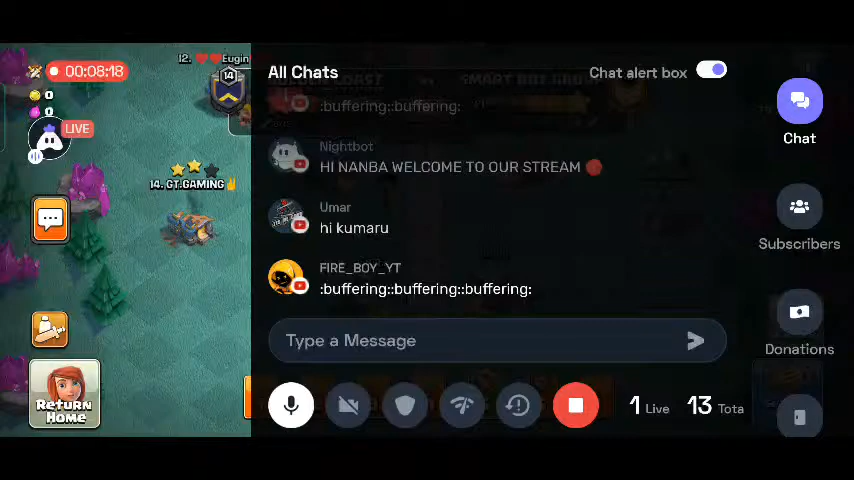 12. ❤❤Eugin
00:08:18
14
0
0
LIVE
14. GT.GAMING✌
Return
Home
All Chats
Chat alert box
:buffering::buffering:
Nightbot
HI NANBA WELCOME TO OUR STREAM
Umar
hi kumaru
FIRE_BOY_YT
:buffering::buffering::buffering:
Type a Message
1 Live 13 Tota
Chat
Subscribers
Donations